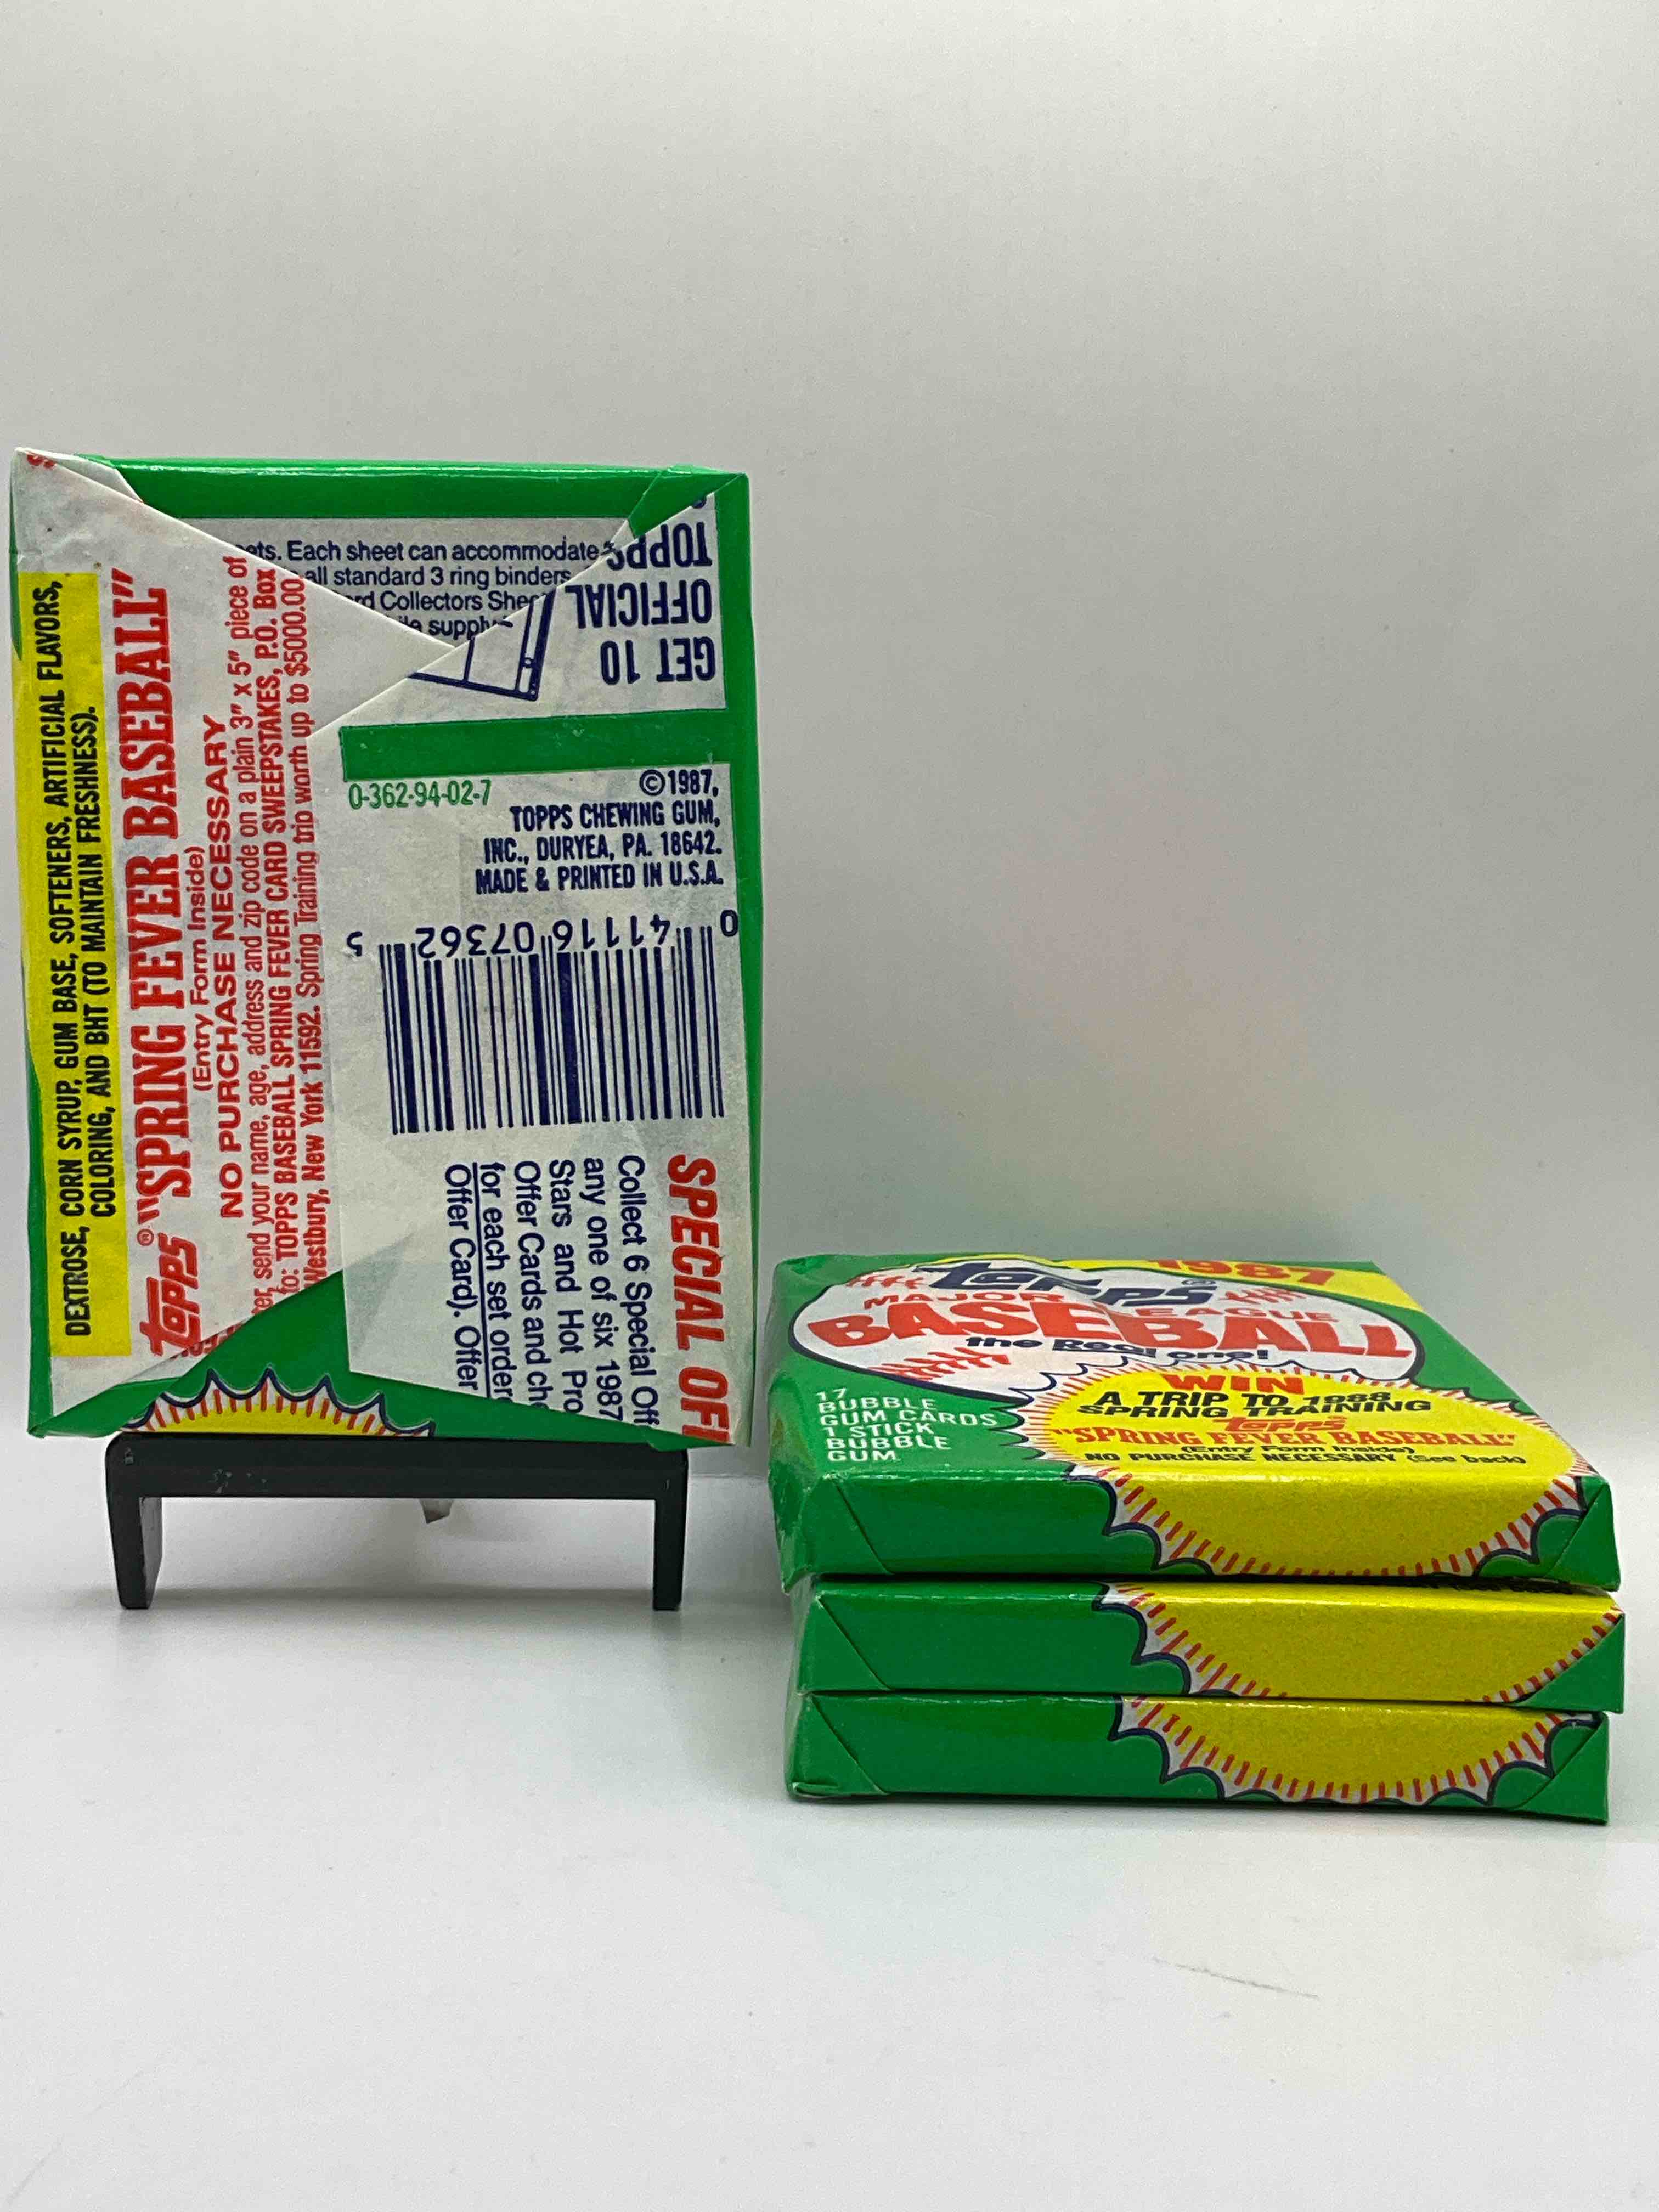 DEXTROSE, CORN SYRUP, GUM BASE, SOFTENERS, ARTIFICIAL FLAVORS,
COLORING, AND BHT (TO MAINTAIN FRESHNESS).
Topps® "SPRING FEVER BASEBALL"
(Entry Form Inside)
NO PURCHASE NECESSARY
send your name, age, address and zip code on a plain 3" x 5" piece of
to: TOPPS BASEBALL SPRING FEVER CARD SWEEPSTAKES, P.O. Box
Westbury, New York 11592. Spring Training trip worth up to $5000.00.
ets. Each sheet can accommodate
all standard 3 ring binders
rd Collectors Shee
supply
GET 10
OFFICIAL
TOPPS
0-362-94-02-7
©1987,
TOPPS CHEWING GUM,
INC., DURYEA, PA. 18642.
MADE & PRINTED IN U.S.A.
0 41116 07362 5
SPECIAL OF
Collect 6 Special Off
any one of six 1987
Stars and Hot Pro
Offer Cards and ch
for each set order
Offer Card). Offer
1987
Topps®
MAJOR LEAGUE
BASEBALL
the Real one!
17
BUBBLE
GUM CARDS
1 STICK
BUBBLE
GUM
WIN
A TRIP TO 1988
SPRING TRAINING
Topps
"SPRING FEVER BASEBALL"
(Entry Form Inside)
NO PURCHASE NECESSARY (See back)